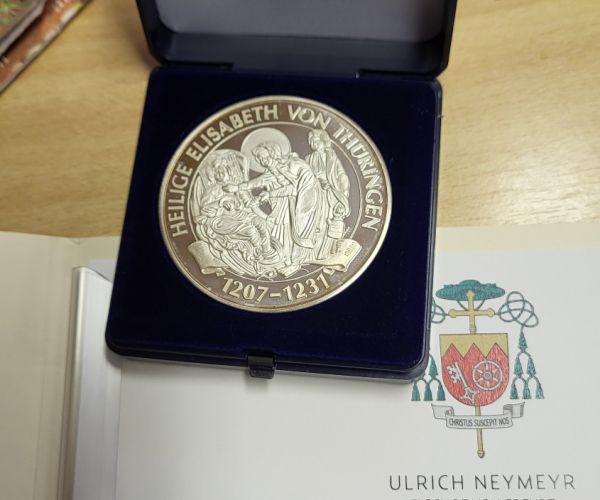 HEILIGE ELISABETH VON THÜRINGEN
1207-1231
CHRISTUS SUSCEPIT NOS
ULRICH NEYMEYR